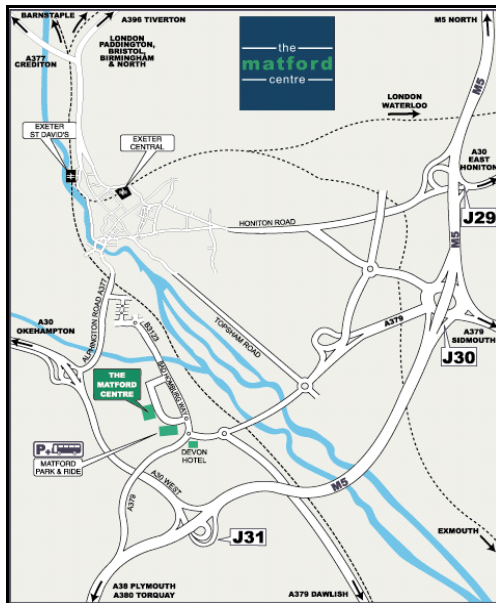 BARNSTAPLE
A396 TIVERTON
M5 NORTH
A377
CREDITON
LONDON
PADDINGTON,
BRISTOL,
BIRMINGHAM
& NORTH
the
matford
centre
M5
LONDON
WATERLOO
EXETER
ST DAVID'S
EXETER
CENTRAL
A30
EAST
HONITON
J29
HONITON ROAD
M5
A30
OKEHAMPTON
ALPHINGTON ROAD A377
B3123
TOPSHAM ROAD
A379
A379
SIDMOUTH
J30
THE
MATFORD
CENTRE
BAD HOMBURG WAY
P+
MATFORD
PARK & RIDE
DEVON
HOTEL
A30 WEST
A379
M5
J31
EXMOUTH
A38 PLYMOUTH
A380 TORQUAY
A379 DAWLISH